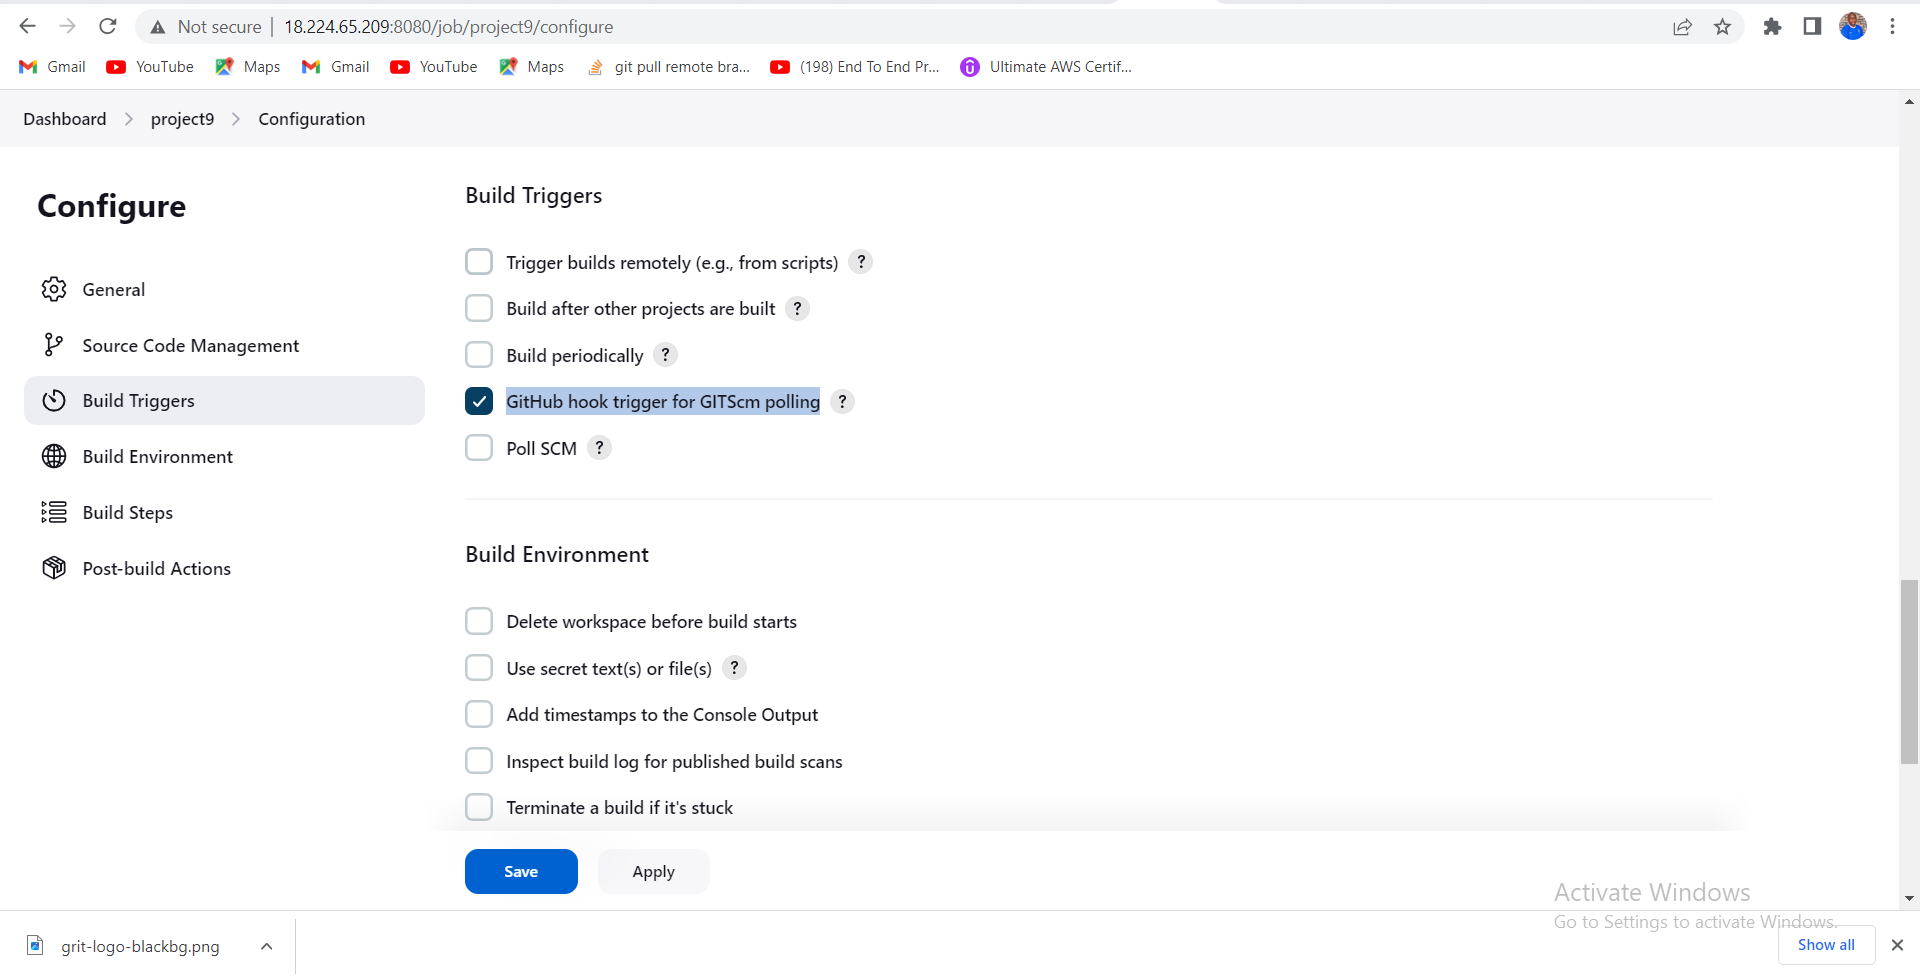 Not secure | 18.224.65.209:8080/job/project9/configure
Gmail YouTube Maps Gmail YouTube Maps git pull remote bra... (198) End To End Pr... Ultimate AWS Certif...
Dashboard > project9 > Configuration
Configure
General
Source Code Management
Build Triggers
Build Environment
Build Steps
Post-build Actions
Build Triggers
Trigger builds remotely (e.g., from scripts) ?
Build after other projects are built ?
Build periodically ?
GitHub hook trigger for GITScm polling ?
Poll SCM ?
Build Environment
Delete workspace before build starts
Use secret text(s) or file(s) ?
Add timestamps to the Console Output
Inspect build log for published build scans
Terminate a build if it's stuck
Save Apply
Activate Windows
Go to Settings to activate Windows.
grit-logo-blackbg.png
Show all